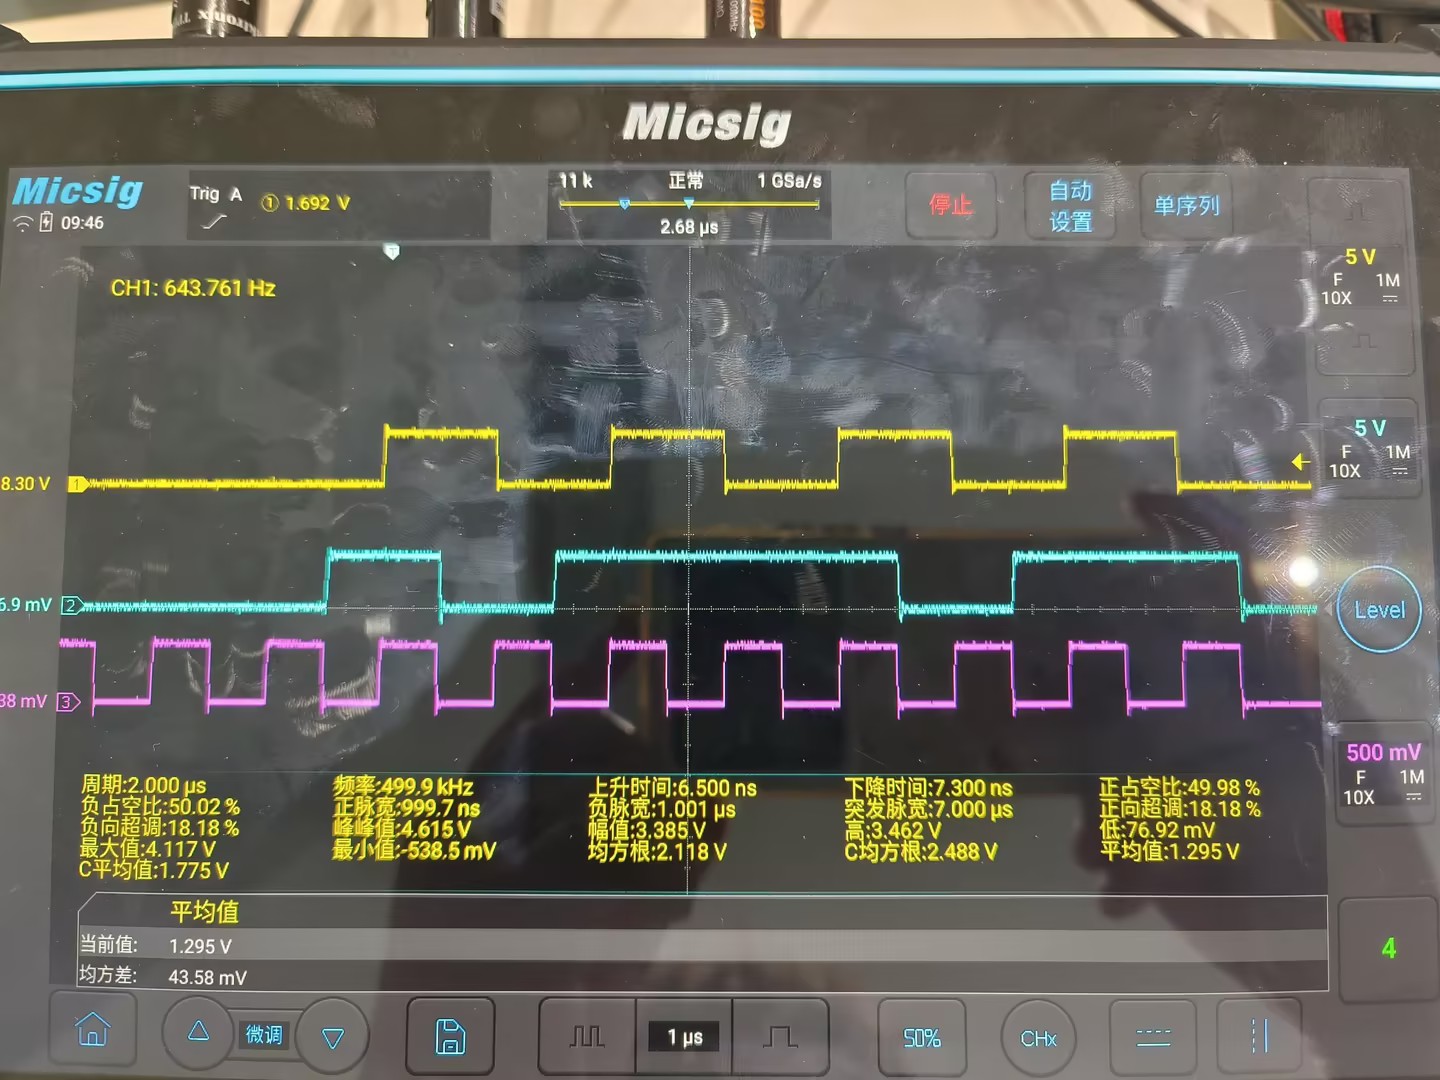 Micsig
Micsig
09:46
Trig A
① 1.692 V
11 k 正常 1 GSa/s
2.68 μs
停止
自动
设置
单序列
CH1: 643.761 Hz
5 V
F 1M
10X
5 V
F 1M
10X
8.30 V 1
6.9 mV 2
38 mV 3
Level
500 mV
F 1M
10X
周期:2.000 μs 频率:499.9 kHz 上升时间:6.500 ns 下降时间:7.300 ns 正占空比:49.98 %
负占空比:50.02 % 正脉宽:999.7 ns 负脉宽:1.001 μs 突发脉宽:7.000 μs 正向超调:18.18 %
负向超调:18.18 % 峰峰值:4.615 V 幅值:3.385 V 高:3.462 V 低:76.92 mV
最大值:4.117 V 最小值:-538.5 mV 均方根:2.118 V C均方根:2.488 V 平均值:1.295 V
C平均值:1.775 V
平均值
当前值: 1.295 V
均方差: 43.58 mV
4
微调
1 μs
50%
CHx